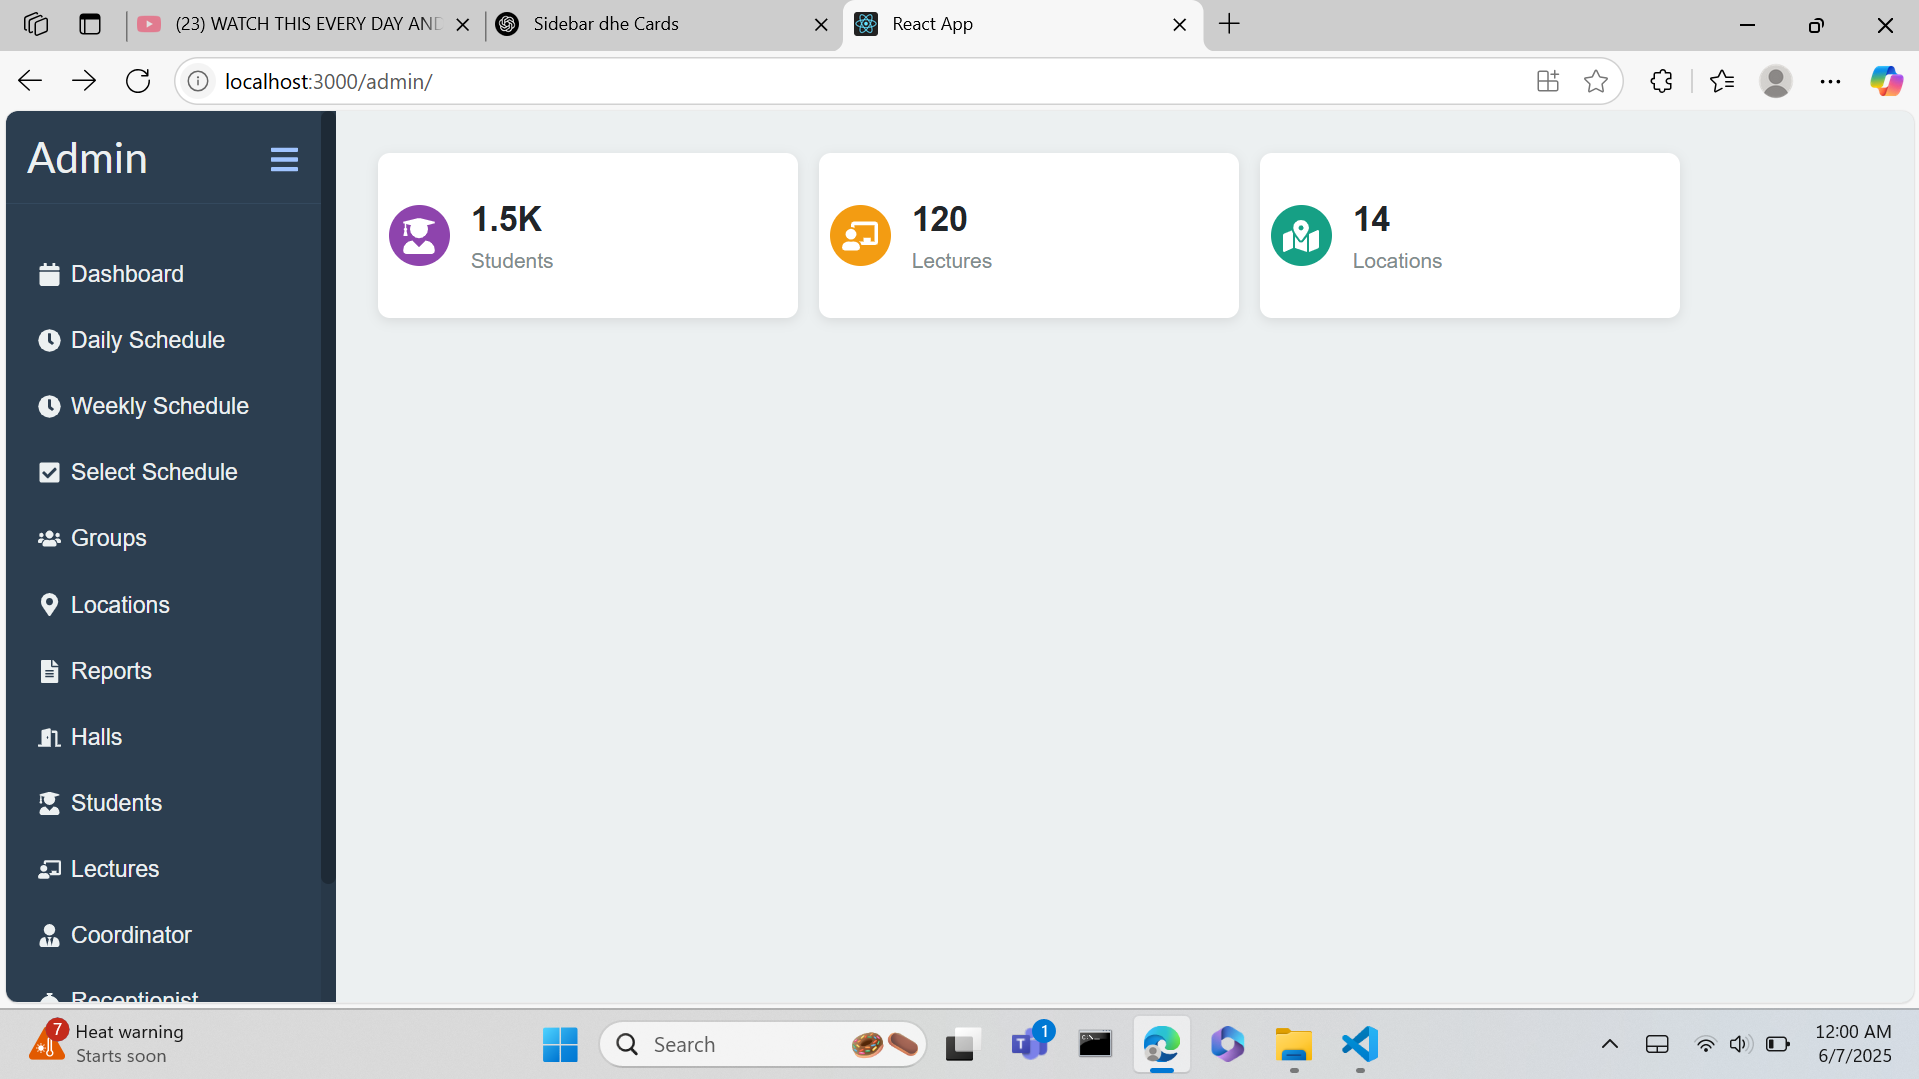 (23) WATCH THIS EVERY DAY AND
Sidebar dhe Cards
React App
localhost:3000/admin/
Admin
Dashboard
Daily Schedule
Weekly Schedule
Select Schedule
Groups
Locations
Reports
Halls
Students
Lectures
Coordinator
Receptionist
1.5K
Students
120
Lectures
14
Locations
7
Heat warning
Starts soon
Search
1
12:00 AM
6/7/2025